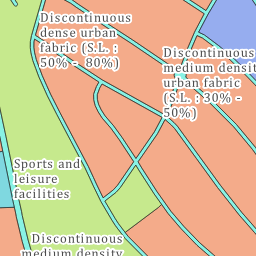 Discontinuous
dense urban
fabric (S.L. :
50% - 80%)
Discontinuous
medium densit
urban fabric
(S.L. : 30% -
50%)
Sports and
leisure
facilities
Discontinuous
medium density